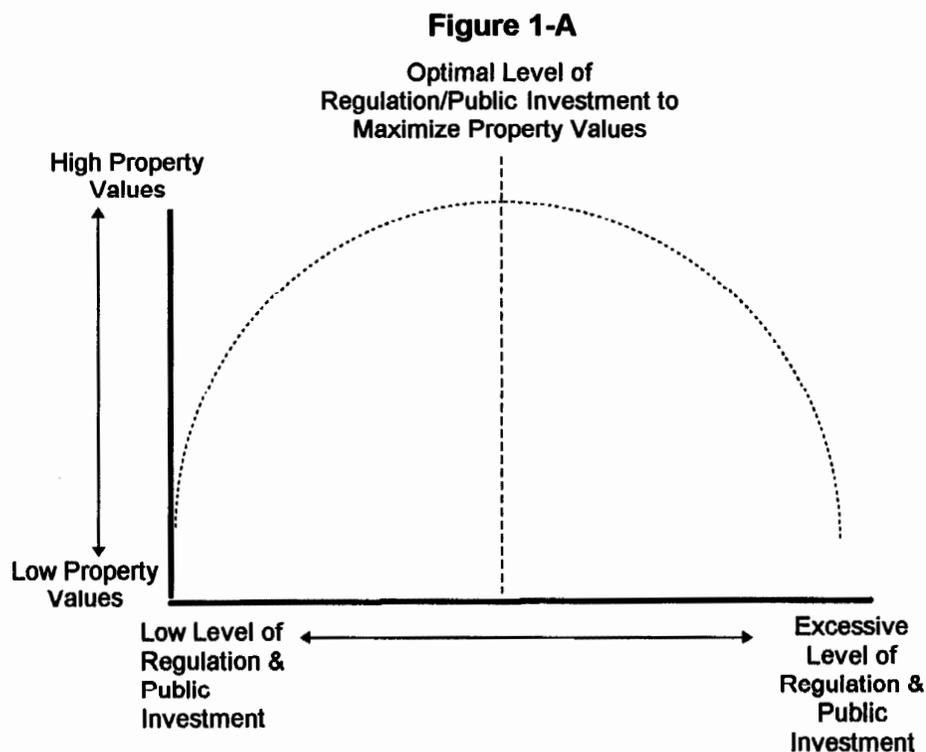 Figure 1-A
Optimal Level of
Regulation/Public Investment to
Maximize Property Values
High Property
Values
Low Property
Values
Low Level of
Regulation &
Public
Investment
Excessive
Level of
Regulation &
Public
Investment